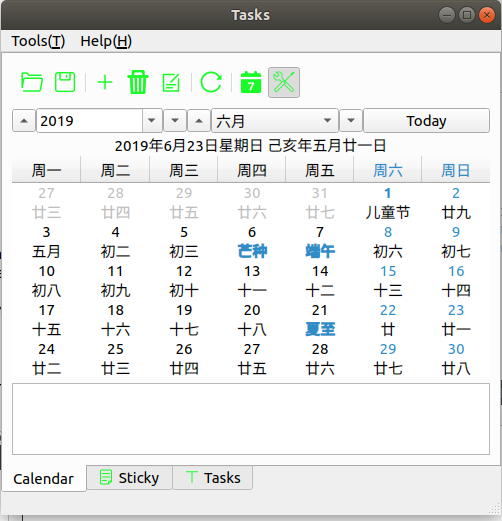 Tasks
Tools(T) Help(H)
7
2019 六月 Today
2019年6月23日星期日 己亥年五月廿一日
周一 周二 周三 周四 周五 周六 周日
27 28 29 30 31 1 2
廿三 廿四 廿五 廿六 廿七 儿童节 廿九
3 4 5 6 7 8 9
五月 初二 初三 芒种 端午 初六 初七
10 11 12 13 14 15 16
初八 初九 初十 十一 十二 十三 十四
17 18 19 20 21 22 23
十五 十六 十七 十八 夏至 廿 廿一
24 25 26 27 28 29 30
廿二 廿三 廿四 廿五 廿六 廿七 廿八
Calendar Sticky Tasks